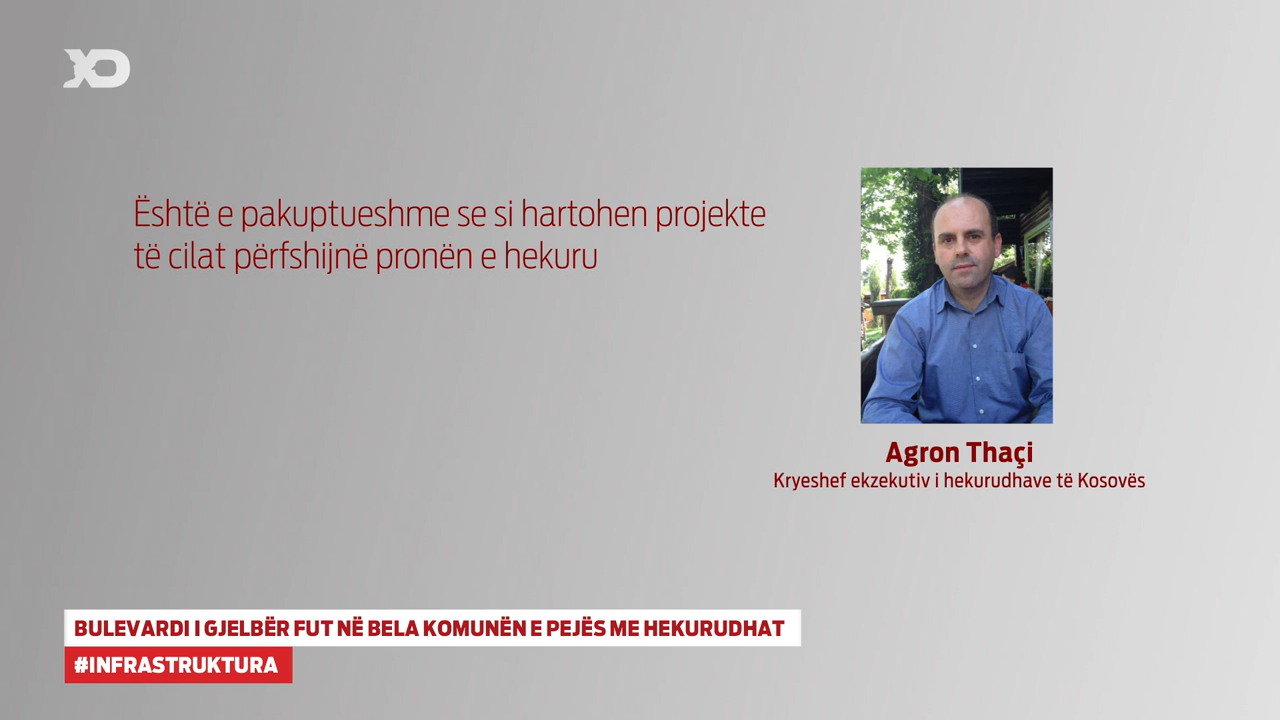 XD
Është e pakuptueshme se si hartohen projekte
të cilat përfshijnë pronën e hekuru
Agron Thaçi
Kryeshef ekzekutiv i hekurudhave të Kosovës
BULEVARDI I GJELBËR FUT NË BELA KOMUNËN E PEJËS ME HEKURUDHAT
#INFRASTRUKTURA